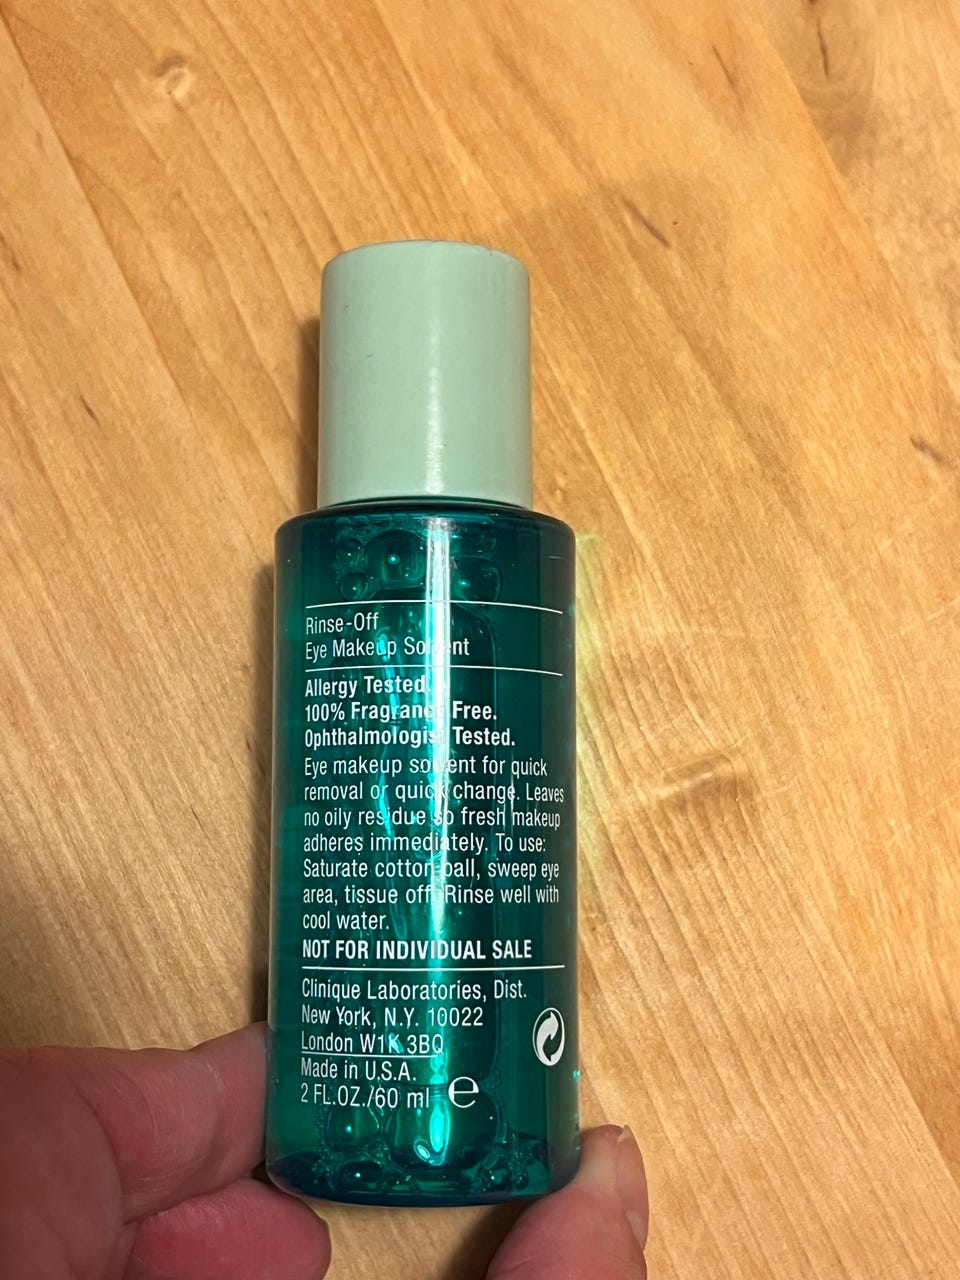 Rinse-Off
Eye Makeup Solvent
Allergy Tested.
100% Fragrance Free.
Ophthalmologist Tested.
Eye makeup solvent for quick
removal or quick change. Leaves
no oily residue so fresh makeup
adheres immediately. To use:
Saturate cotton ball, sweep eye
area, tissue off. Rinse well with
cool water.
NOT FOR INDIVIDUAL SALE
Clinique Laboratories, Dist.
New York, N.Y. 10022
London W1K 3BQ
Made in U.S.A.
2 FL.OZ./60 ml ℮